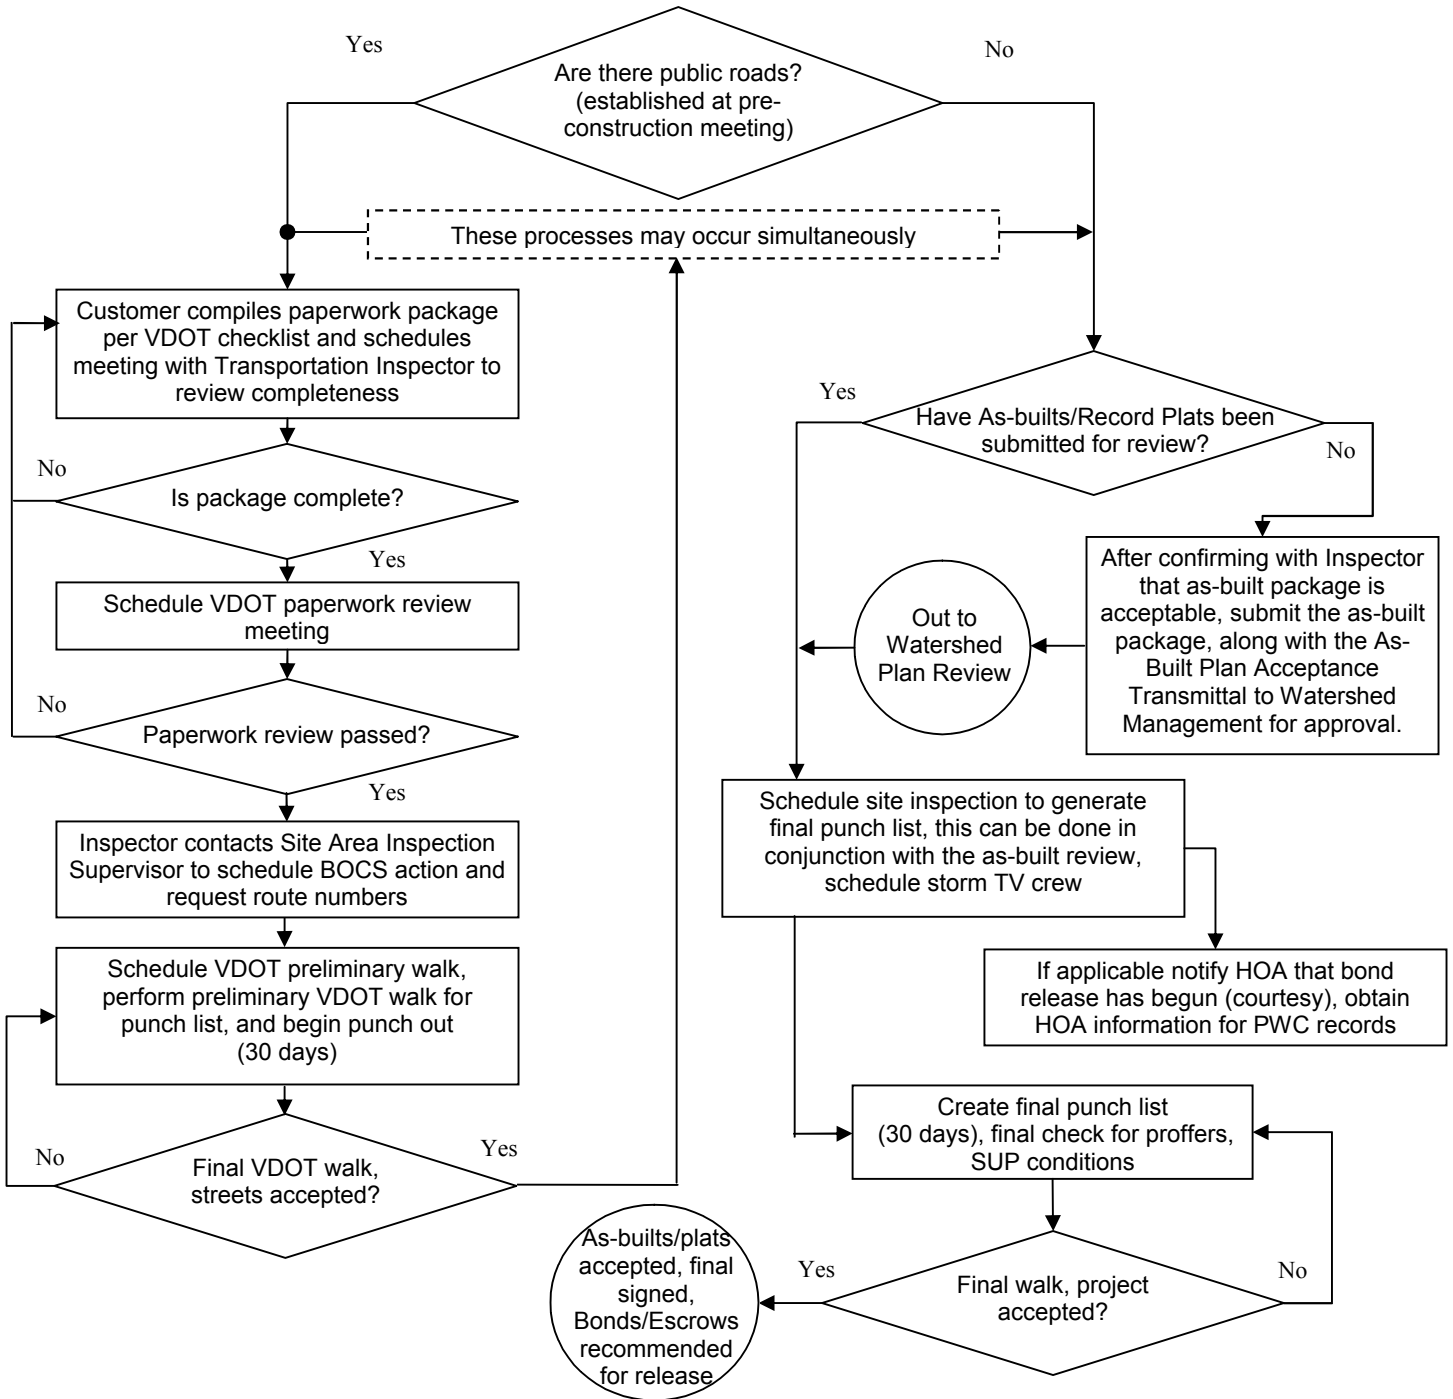 Yes
No
Are there public roads?
(established at pre-
construction meeting)
These processes may occur simultaneously
Customer compiles paperwork package
per VDOT checklist and schedules
meeting with Transportation Inspector to
review completeness
No
Is package complete?
Yes
Schedule VDOT paperwork review
meeting
No
Paperwork review passed?
Yes
Inspector contacts Site Area Inspection
Supervisor to schedule BOCS action and
request route numbers
Schedule VDOT preliminary walk,
perform preliminary VDOT walk for
punch list, and begin punch out
(30 days)
No
Yes
Final VDOT walk,
streets accepted?
Yes
Have As-builts/Record Plats been
submitted for review?
No
After confirming with Inspector
that as-built package is
acceptable, submit the as-built
package, along with the As-
Built Plan Acceptance
Transmittal to Watershed
Management for approval.
Out to
Watershed
Plan Review
Schedule site inspection to generate
final punch list, this can be done in
conjunction with the as-built review,
schedule storm TV crew
If applicable notify HOA that bond
release has begun (courtesy), obtain
HOA information for PWC records
Create final punch list
(30 days), final check for proffers,
SUP conditions
Final walk, project
accepted?
No
Yes
As-builts/plats
accepted, final
signed,
Bonds/Escrows
recommended
for release